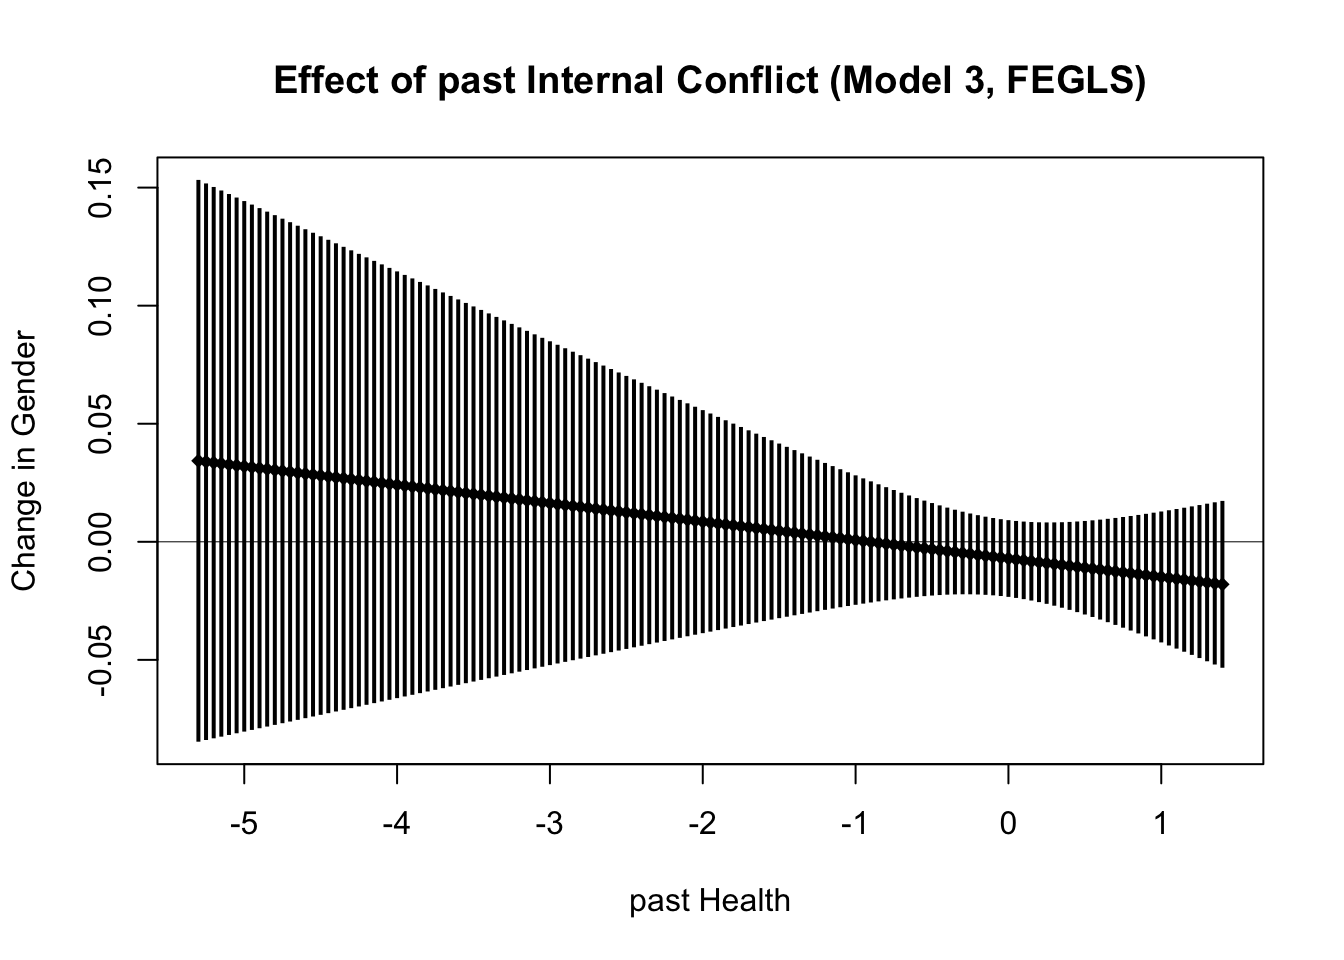 Effect of past Internal Conflict (Model 3, FEGLS)
Change in Gender
0.15
0.10
0.05
0.00
-0.05
-5 -4 -3 -2 -1 0 1
past Health